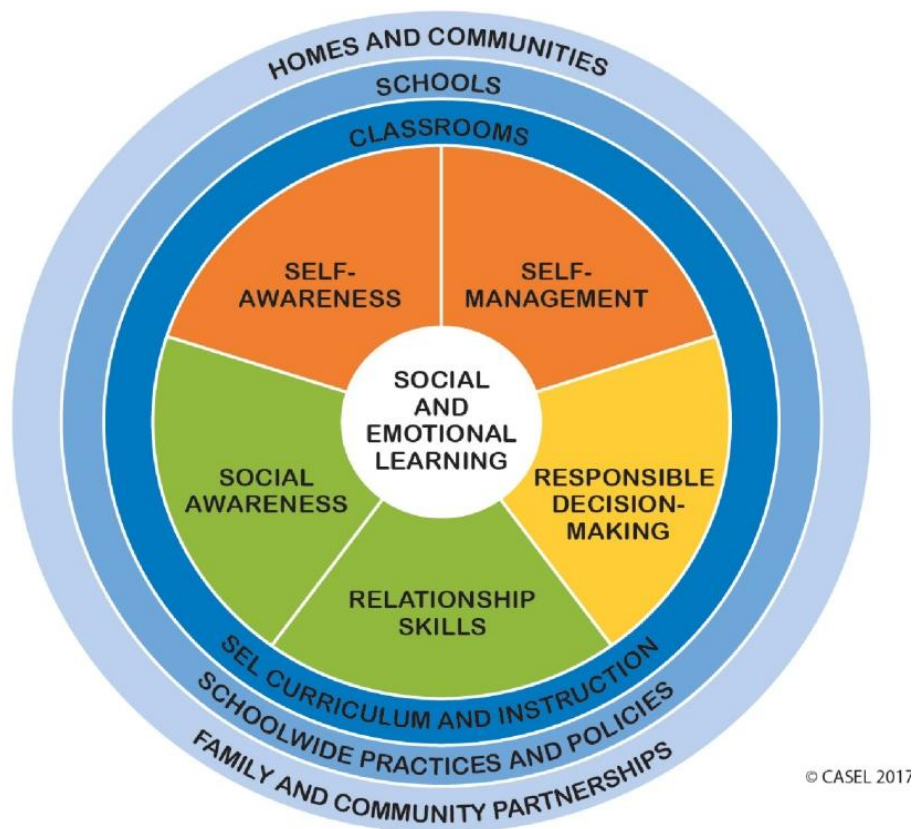 HOMES AND COMMUNITIES
SCHOOLS
CLASSROOMS
SELF-
AWARENESS
SELF-
MANAGEMENT
SOCIAL
AND
EMOTIONAL
LEARNING
SOCIAL
AWARENESS
RESPONSIBLE
DECISION-
MAKING
RELATIONSHIP
SKILLS
SEL CURRICULUM AND INSTRUCTION
SCHOOLWIDE PRACTICES AND POLICIES
FAMILY AND COMMUNITY PARTNERSHIPS
© CASEL 2017